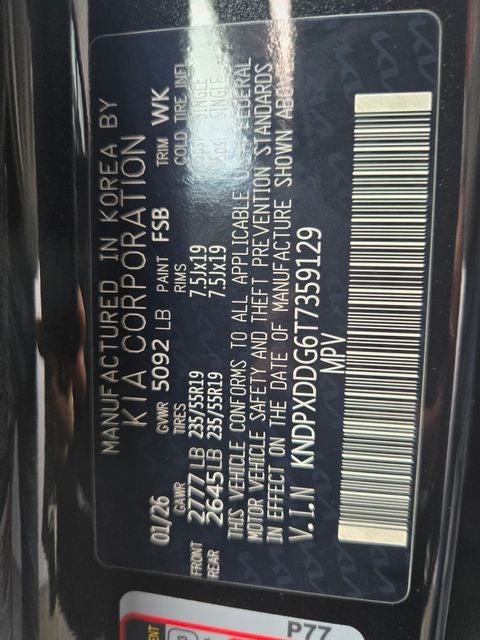 MANUFACTURED IN KOREA BY
KIA CORPORATION
01/26 GVWR 5092 LB PAINT FSB TRIM WK
GAWR TIRES RIMS COLD TIRE INFL
FRONT 2777 LB 235/55R19 7.5Jx19 SINGLE
REAR 2645 LB 235/55R19 7.5Jx19 SINGLE
THIS VEHICLE CONFORMS TO ALL APPLICABLE FEDERAL
MOTOR VEHICLE SAFETY AND THEFT PREVENTION STANDARDS
IN EFFECT ON THE DATE OF MANUFACTURE SHOWN ABOVE
V.I.N KNDPXDDG6T7359129
MPV
P77